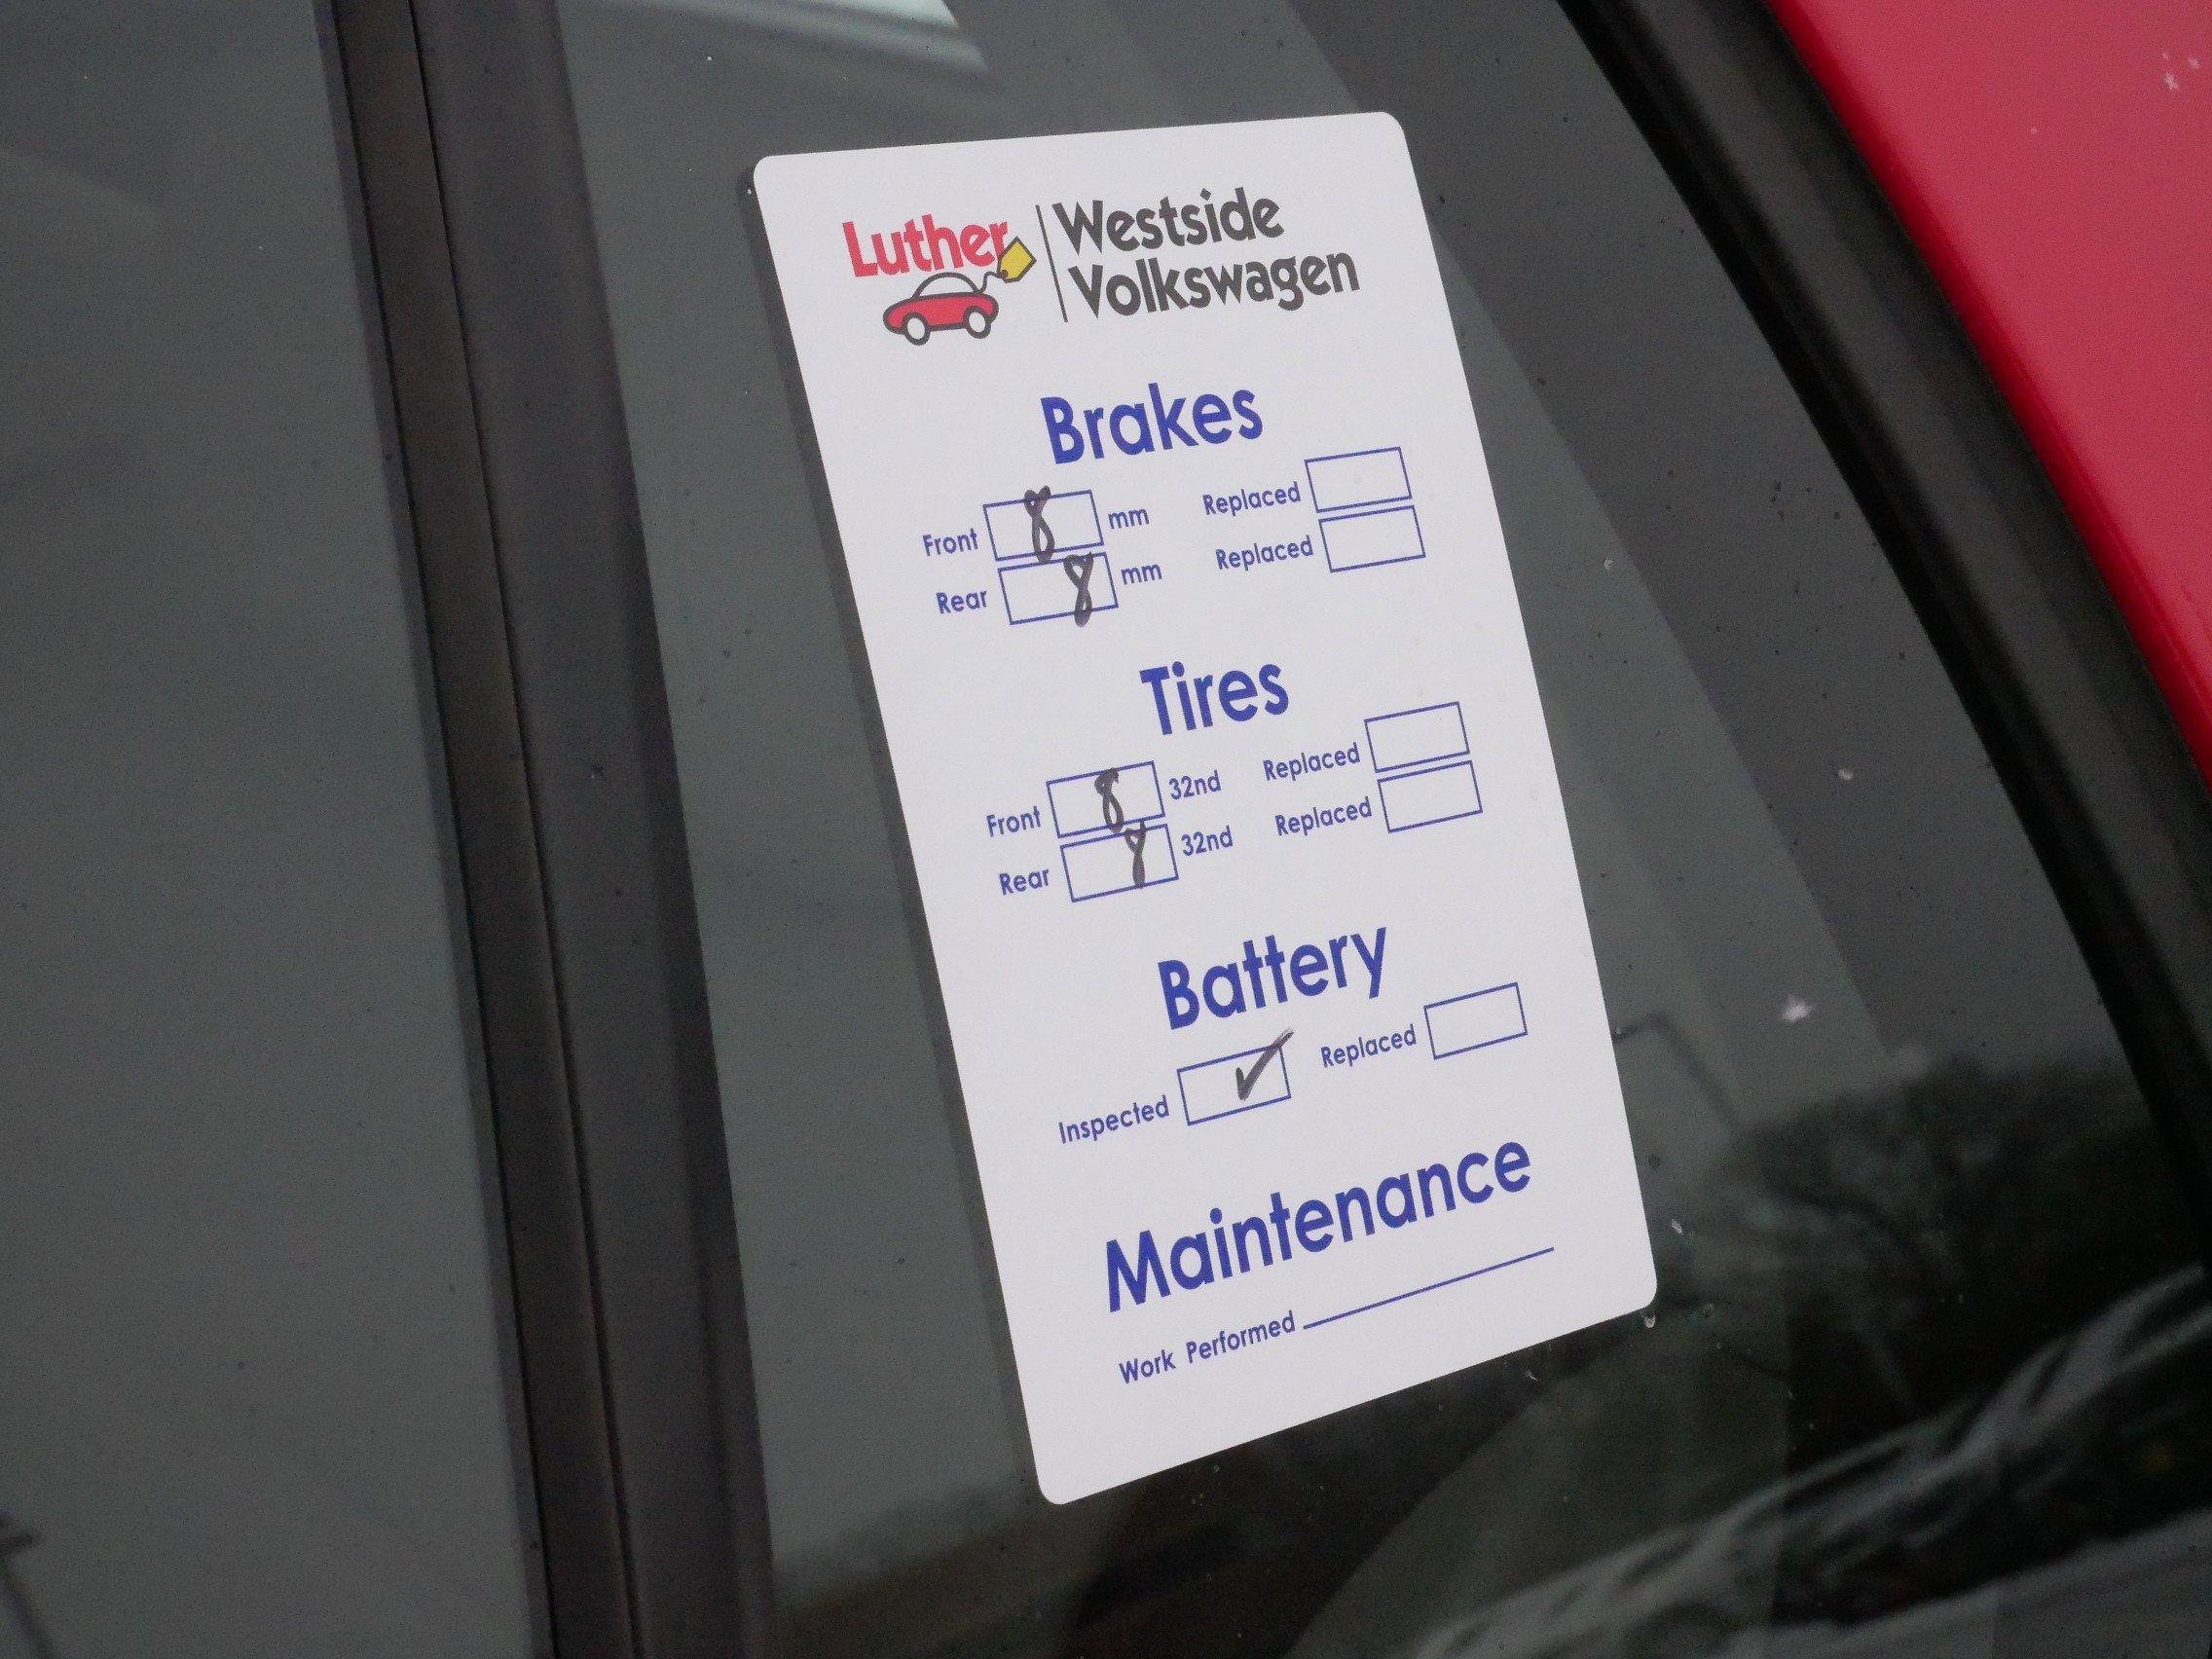 Luther
Westside
Volkswagen
Brakes
Front 8 mm Replaced
Rear 8 mm Replaced
Tires
Front 8 32nd Replaced
Rear 8 32nd Replaced
Battery
Inspected ✓ Replaced
Maintenance
Work Performed